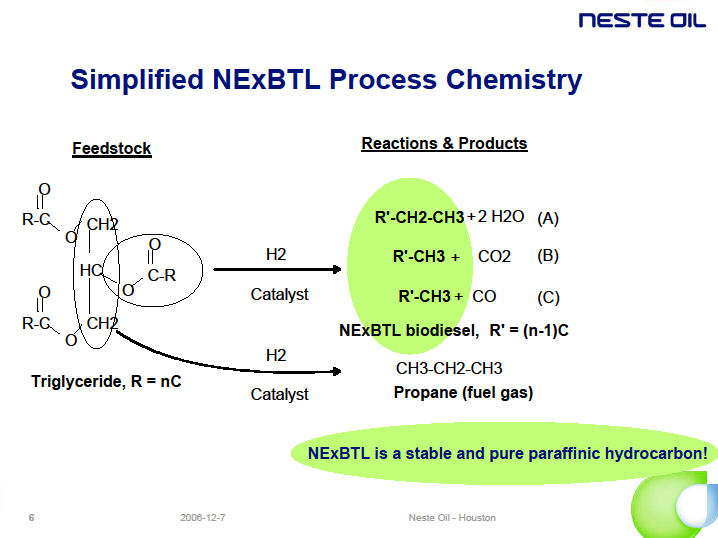 NESTE OIL
Simplified NExBTL Process Chemistry
Feedstock
Reactions & Products
O
R-C
O
CH2
O
HC
C-R
O
O
R-C
O
CH2
H2
Catalyst
R'-CH2-CH3 + 2 H2O (A)
R'-CH3 + CO2 (B)
R'-CH3 + CO (C)
NExBTL biodiesel, R' = (n-1)C
H2
Catalyst
CH3-CH2-CH3
Propane (fuel gas)
Triglyceride, R = nC
NExBTL is a stable and pure paraffinic hydrocarbon!
6 2006-12-7 Neste Oil - Houston